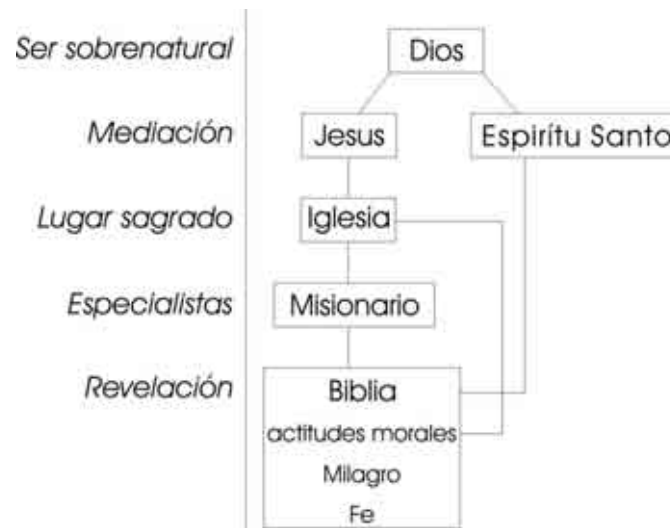 Ser sobrenatural
Dios
Mediación
Jesus
Espirítu Santo
Lugar sagrado
Iglesia
Especialistas
Misionario
Revelación
Biblia
actitudes morales
Milagro
Fe